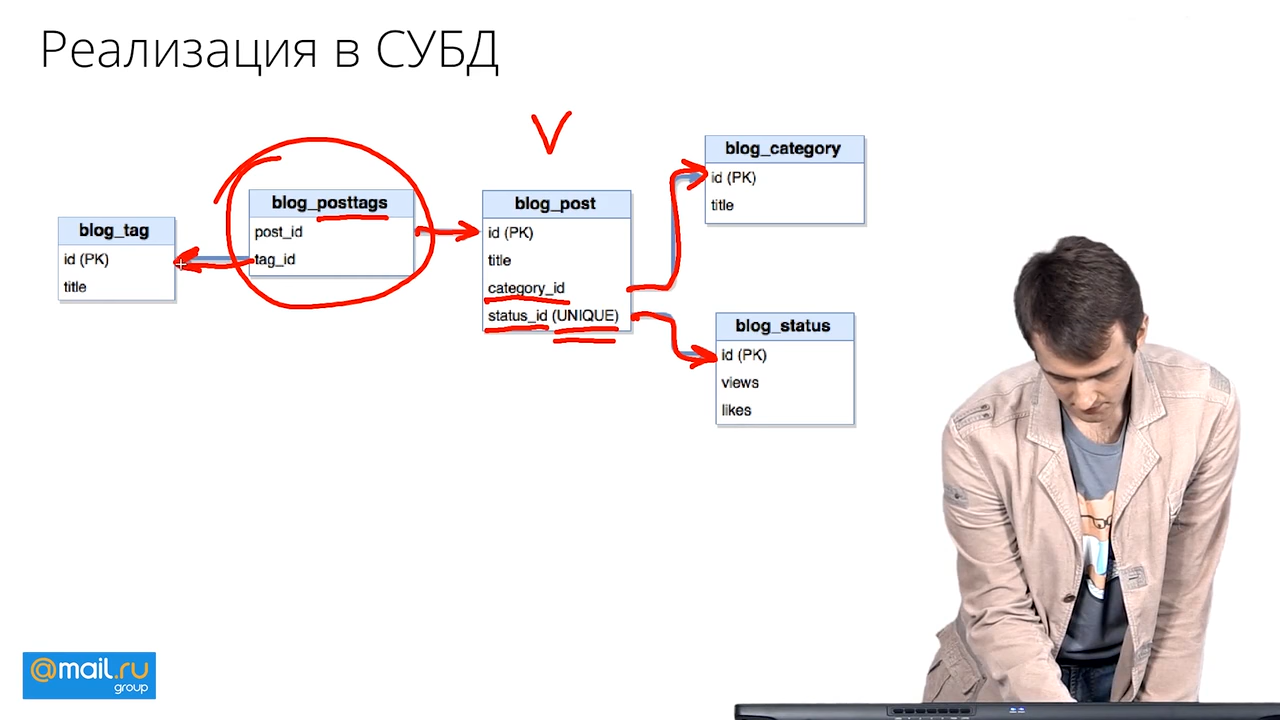 Реализация в СУБД
blog_tag
id (PK)
title
blog_posttags
post_id
tag_id
blog_post
id (PK)
title
category_id
status_id (UNIQUE)
blog_category
id (PK)
title
blog_status
id (PK)
views
likes
@mail.ru
group